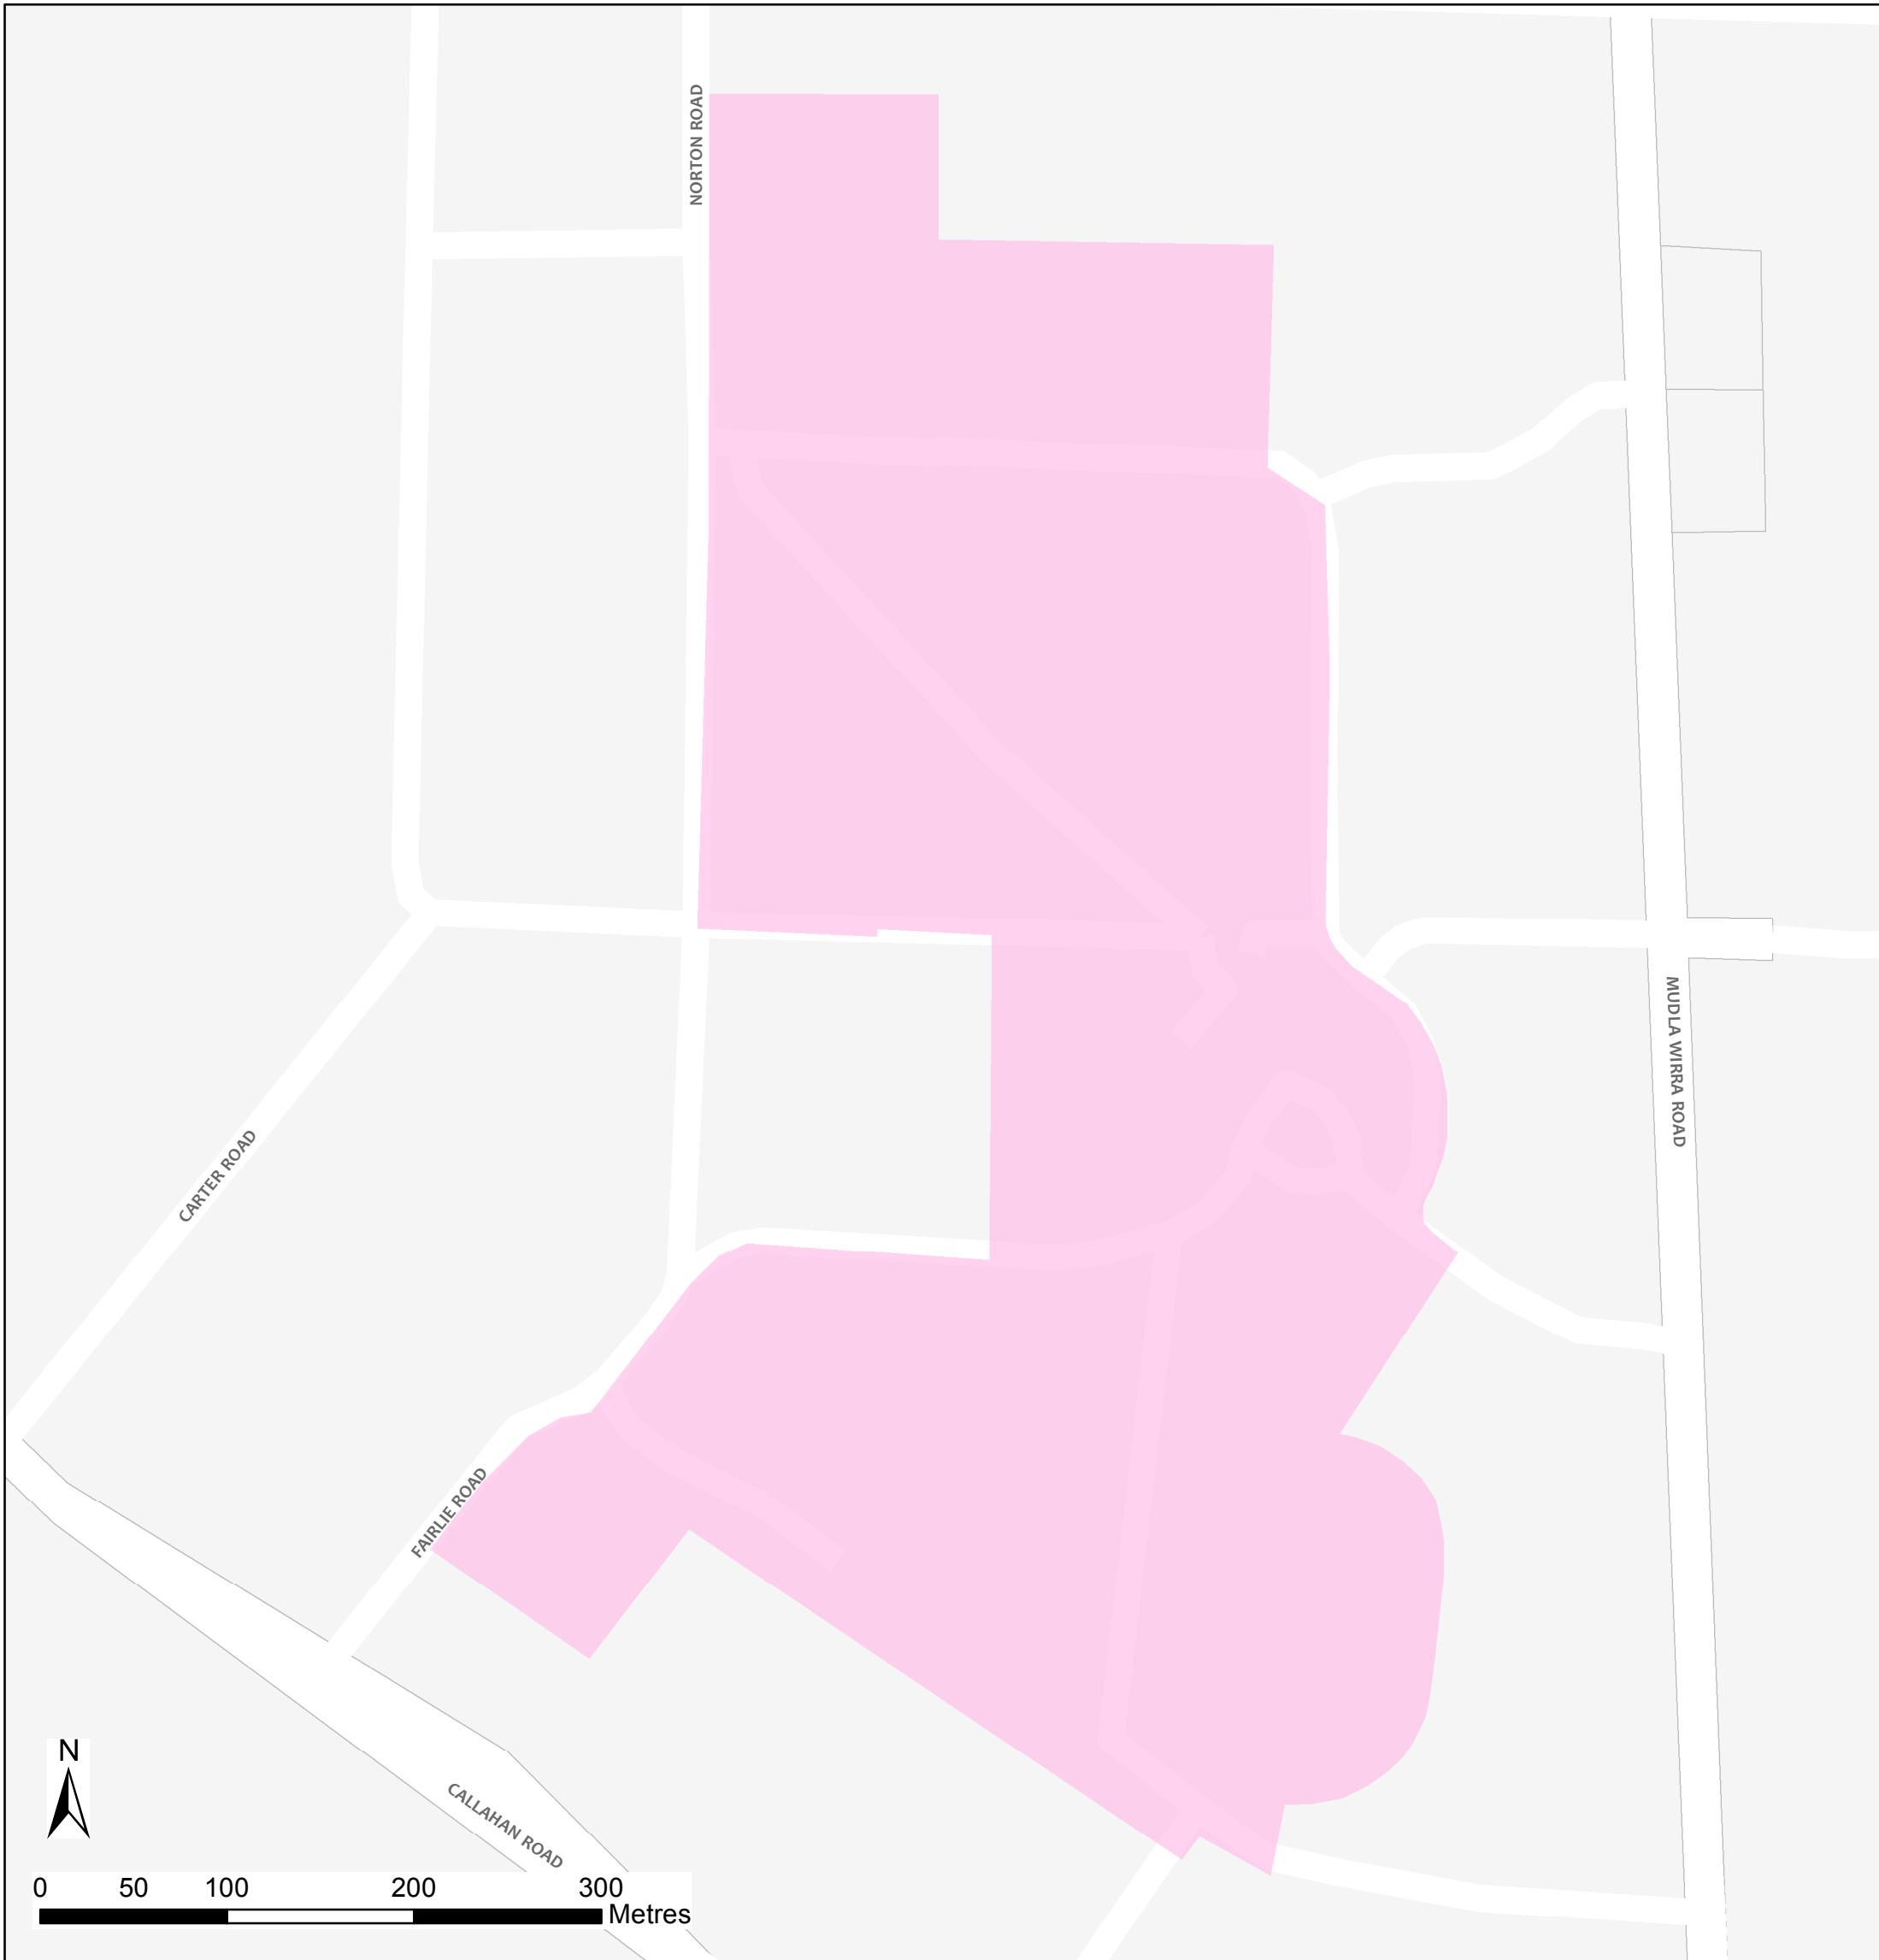 NORTON ROAD
MUDLA WIRRA ROAD
CARTER ROAD
FAIRLIE ROAD
N
CALLAHAN ROAD
0 50 100 200 300
Metres